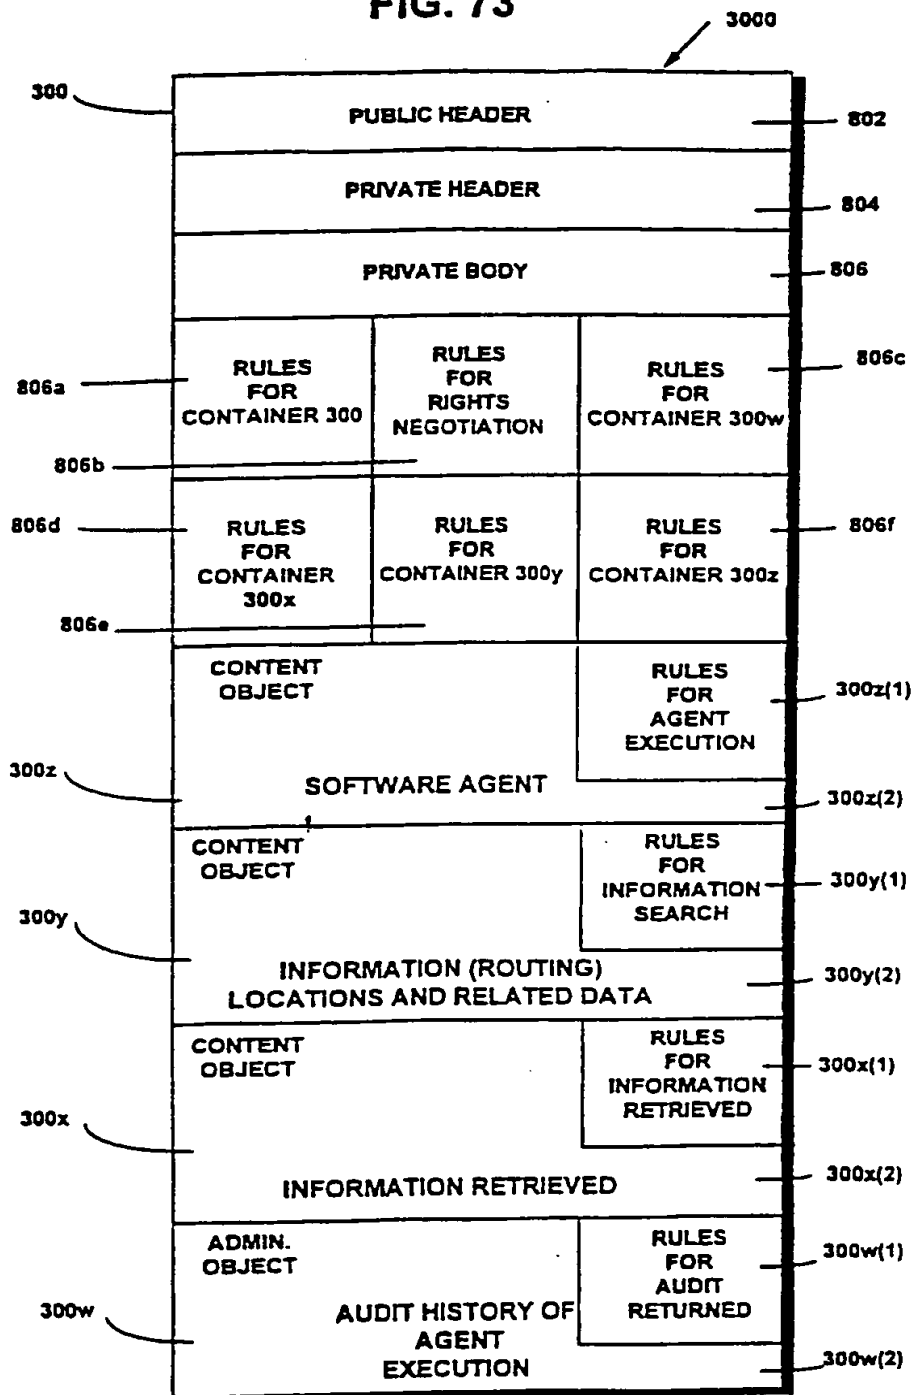 FIG. 73
3000
300
PUBLIC HEADER
802
PRIVATE HEADER
804
PRIVATE BODY
806
806a
RULES
FOR
CONTAINER 300
806b
RULES
FOR
RIGHTS
NEGOTIATION
806c
RULES
FOR
CONTAINER 300w
806d
RULES
FOR
CONTAINER
300x
806e
RULES
FOR
CONTAINER 300y
806f
RULES
FOR
CONTAINER 300z
CONTENT
OBJECT
RULES
FOR
AGENT
EXECUTION
300z(1)
300z
SOFTWARE AGENT
300z(2)
CONTENT
OBJECT
RULES
FOR
INFORMATION
SEARCH
300y(1)
300y
INFORMATION (ROUTING)
LOCATIONS AND RELATED DATA
300y(2)
CONTENT
OBJECT
RULES
FOR
INFORMATION
RETRIEVED
300x(1)
300x
INFORMATION RETRIEVED
300x(2)
ADMIN.
OBJECT
RULES
FOR
AUDIT
RETURNED
300w(1)
300w
AUDIT HISTORY OF
AGENT
EXECUTION
300w(2)